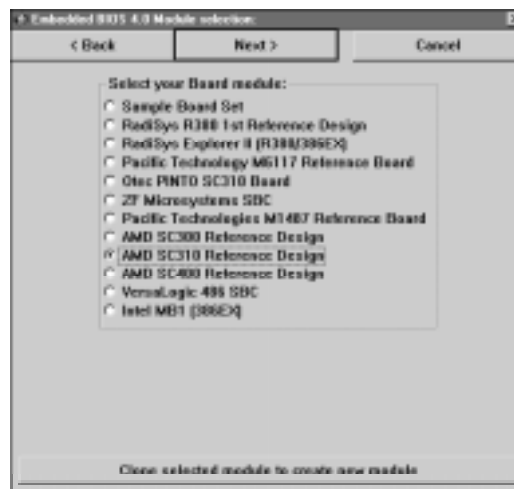 Embedded BIOS 4.0 Module selection:
< Back Next > Cancel
Select your Board module:
Sample Board Set
RadiSys R380 1st Reference Design
RadiSys Explorer II (R380/386EX)
Pacific Technology M6117 Reference Board
Otec PINTO SC310 Board
ZF Microsystems SBC
Pacific Technologies M1487 Reference Board
AMD SC300 Reference Design
AMD SC310 Reference Design
AMD SC400 Reference Design
VersaLogic 486 SBC
Intel MB1 (386EX)
Clone selected module to create new module